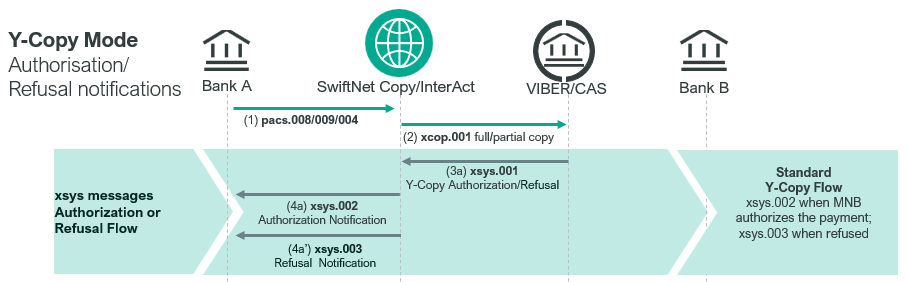 Y-Copy Mode
Authorisation/
Refusal notifications
Bank A
SwiftNet Copy/InterAct
VIBER/CAS
Bank B
(1) pacs.008/009/004
(2) xcop.001 full/partial copy
(3a) xsys.001
Y-Copy Authorization/Refusal
xsys messages
Authorization or
Refusal Flow
(4a) xsys.002
Authorization Notification
(4a') xsys.003
Refusal Notification
Standard
Y-Copy Flow
xsys.002 when MNB
authorizes the payment;
xsys.003 when refused